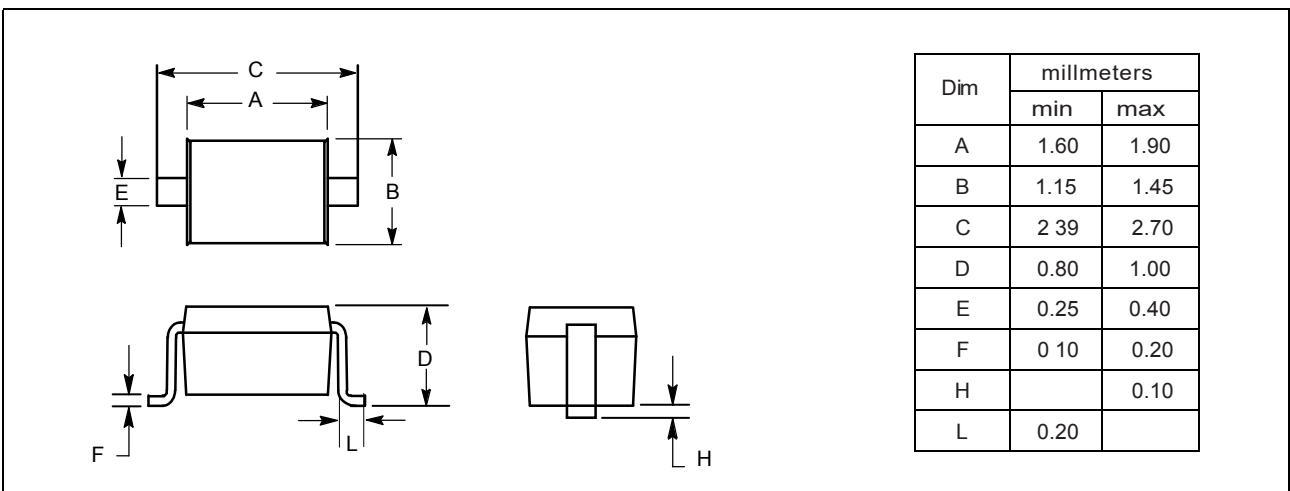 C
A
E
B
D
F
L
H
Dim millmeters
min max
A 1.60 1.90
B 1.15 1.45
C 2 39 2.70
D 0.80 1.00
E 0.25 0.40
F 0 10 0.20
H 0.10
L 0.20